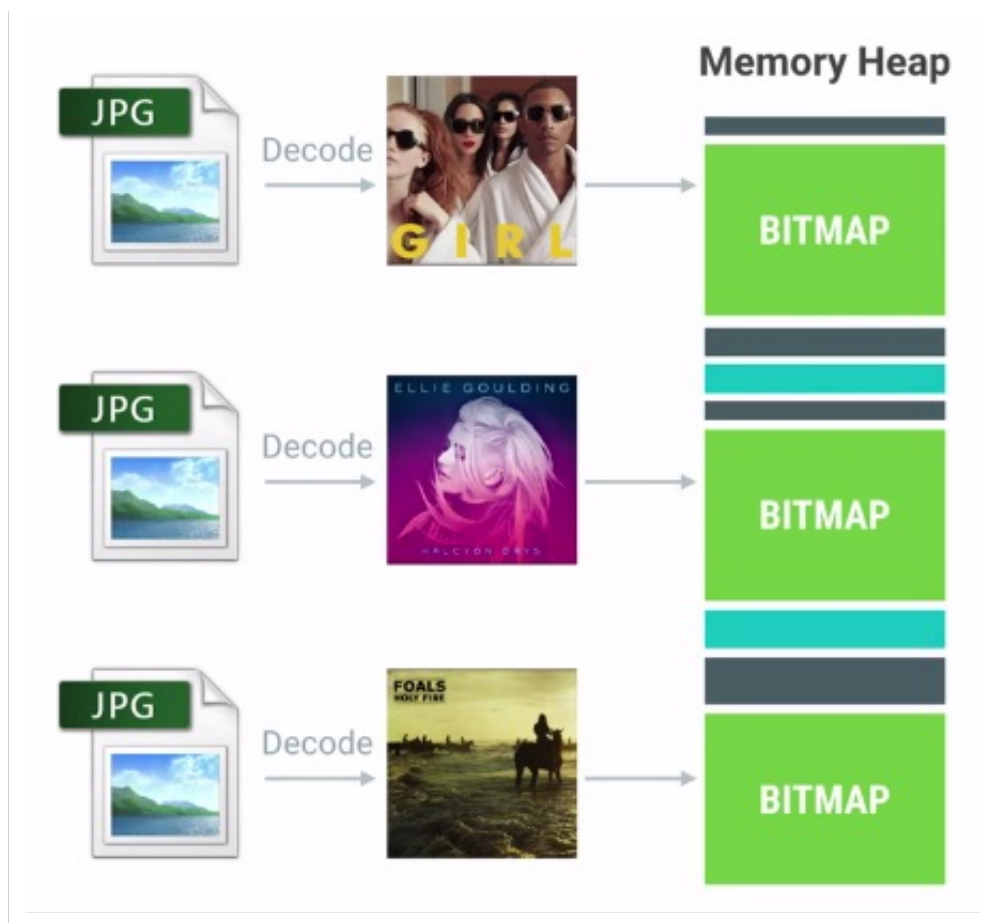 Memory Heap
JPG
Decode
GIRL
BITMAP
JPG
Decode
ELLIE GOULDING
HALCYON DAYS
BITMAP
JPG
Decode
FOALS
HOLY FIRE
BITMAP